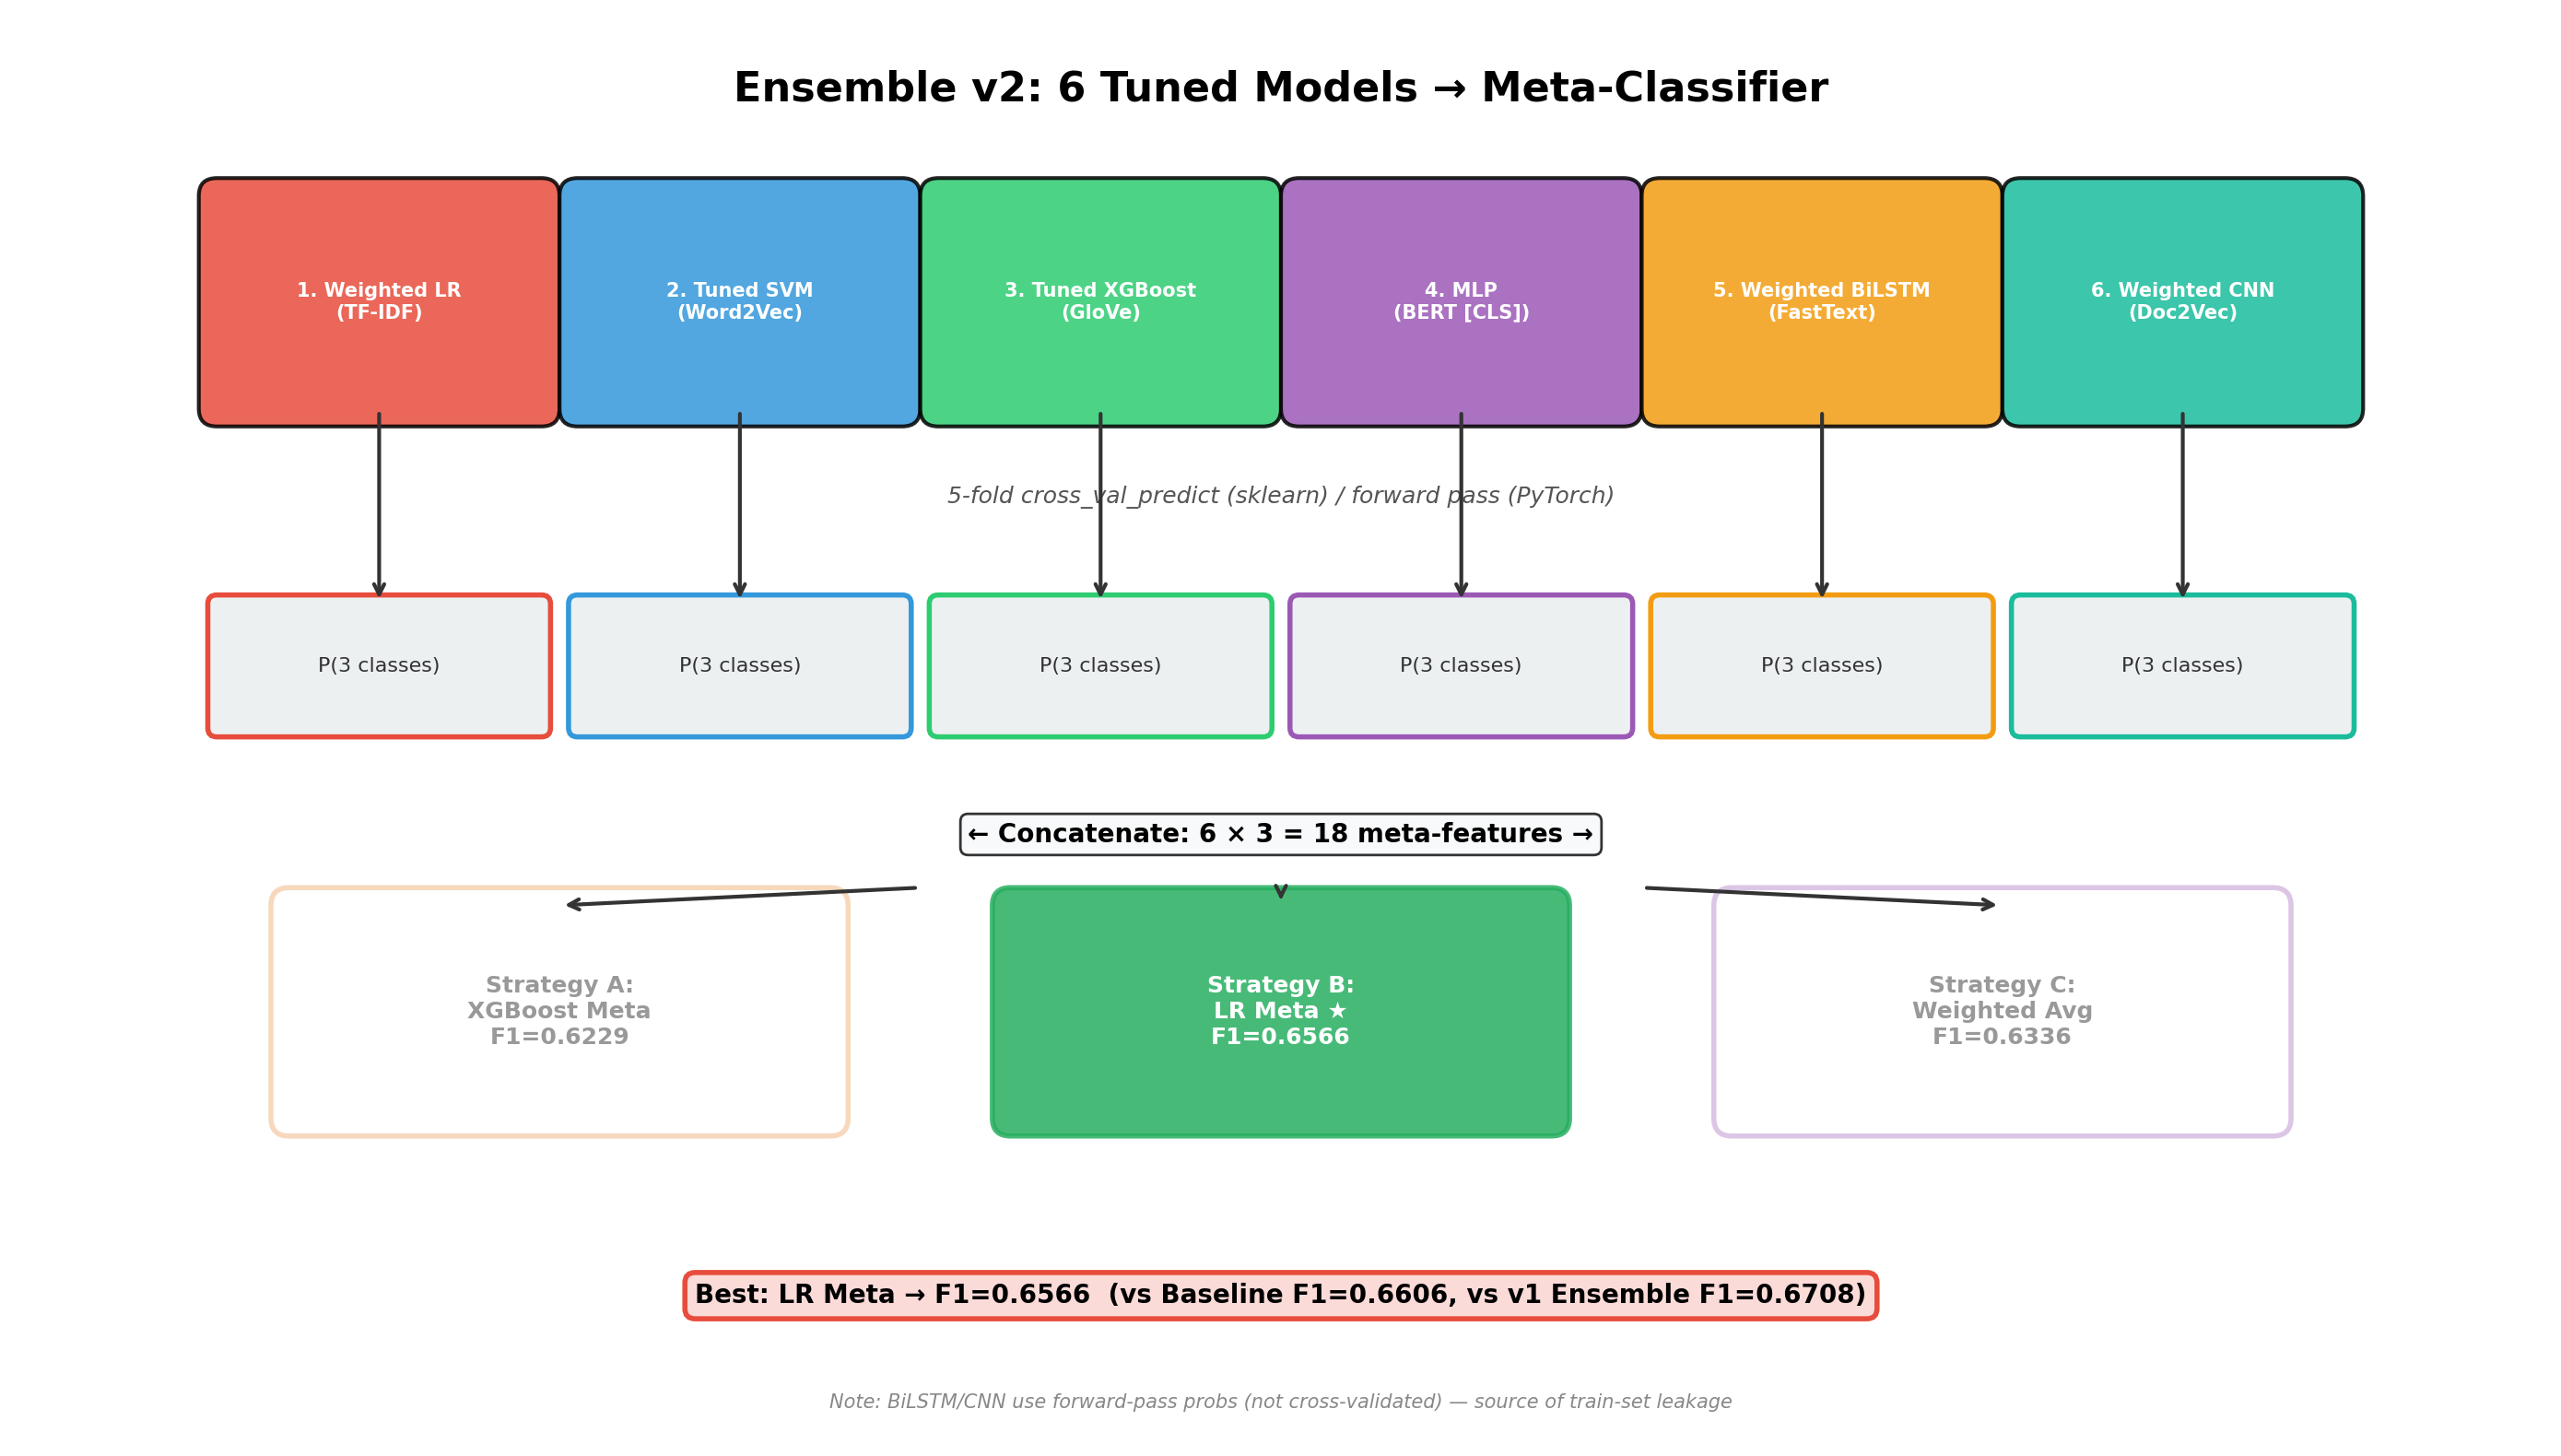 Ensemble v2: 6 Tuned Models → Meta-Classifier
1. Weighted LR
(TF-IDF)
2. Tuned SVM
(Word2Vec)
3. Tuned XGBoost
(GloVe)
4. MLP
(BERT [CLS])
5. Weighted BiLSTM
(FastText)
6. Weighted CNN
(Doc2Vec)
5-fold cross_val_predict (sklearn) / forward pass (PyTorch)
P(3 classes)
P(3 classes)
P(3 classes)
P(3 classes)
P(3 classes)
P(3 classes)
← Concatenate: 6 × 3 = 18 meta-features →
Strategy A:
XGBoost Meta
F1=0.6229
Strategy B:
LR Meta ★
F1=0.6566
Strategy C:
Weighted Avg
F1=0.6336
Best: LR Meta → F1=0.6566 (vs Baseline F1=0.6606, vs v1 Ensemble F1=0.6708)
Note: BiLSTM/CNN use forward-pass probs (not cross-validated) — source of train-set leakage